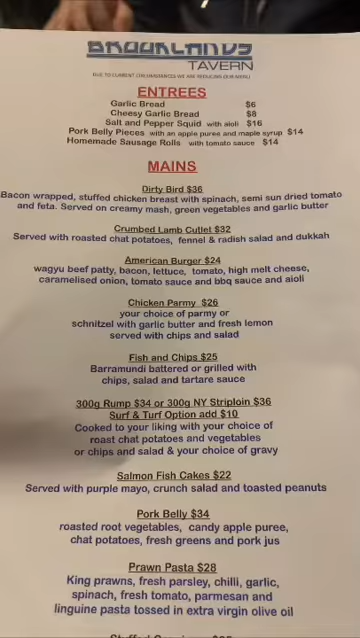 BROOKLANDS
TAVERN
DUE TO CURRENT CIRCUMSTANCES WE ARE REDUCING OUR MENU
ENTREES
Garlic Bread $6
Cheesy Garlic Bread $8
Salt and Pepper Squid with aioli $16
Pork Belly Pieces with an apple puree and maple syrup $14
Homemade Sausage Rolls with tomato sauce $14
MAINS
Dirty Bird $36
Bacon wrapped, stuffed chicken breast with spinach, semi sun dried tomato
and feta. Served on creamy mash, green vegetables and garlic butter
Crumbed Lamb Cutlet $32
Served with roasted chat potatoes, fennel & radish salad and dukkah
American Burger $24
wagyu beef patty, bacon, lettuce, tomato, high melt cheese,
caramelised onion, tomato sauce and bbq sauce and aioli
Chicken Parmy $26
your choice of parmy or
schnitzel with garlic butter and fresh lemon
served with chips and salad
Fish and Chips $25
Barramundi battered or grilled with
chips, salad and tartare sauce
300g Rump $34 or 300g NY Striploin $36
Surf & Turf Option add $10
Cooked to your liking with your choice of
roast chat potatoes and vegetables
or chips and salad & your choice of gravy
Salmon Fish Cakes $22
Served with purple mayo, crunch salad and toasted peanuts
Pork Belly $34
roasted root vegetables, candy apple puree,
chat potatoes, fresh greens and pork jus
Prawn Pasta $28
King prawns, fresh parsley, chilli, garlic,
spinach, fresh tomato, parmesan and
linguine pasta tossed in extra virgin olive oil